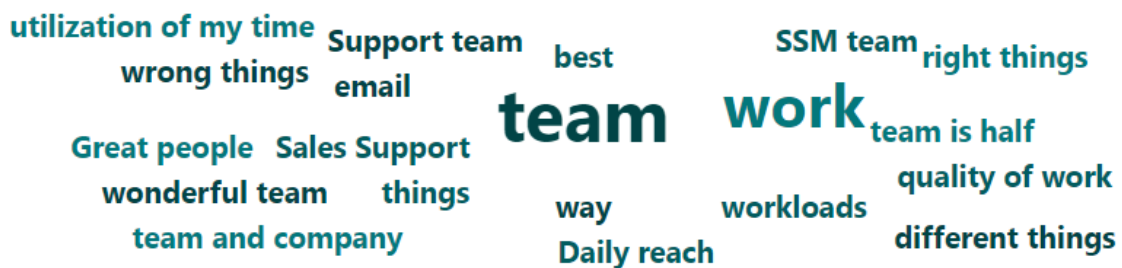 utilization of my time
Support team
best
SSM team
right things
wrong things
email
team
work
team is half
Great people
Sales Support
quality of work
wonderful team
things
way
workloads
team and company
Daily reach
different things